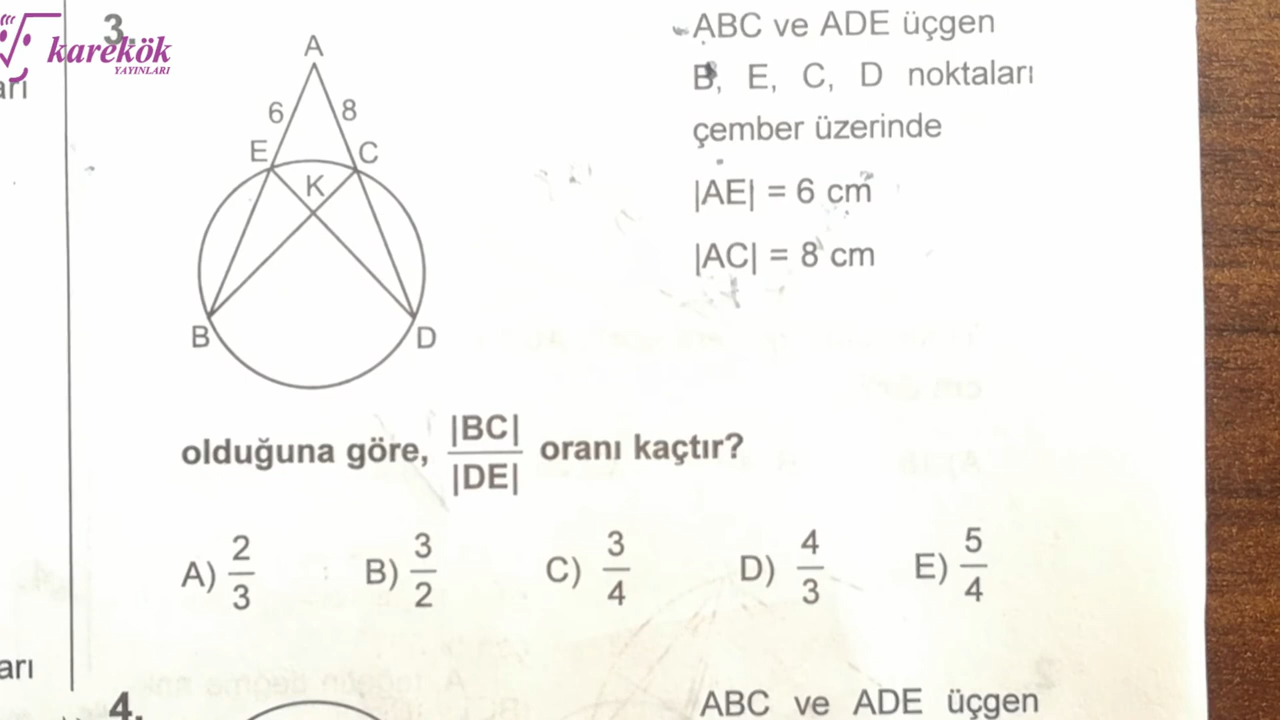 3.
karekök
YAYINLARI
arı
A
6
8
E
C
K
B
D
ABC ve ADE üçgen
B, E, C, D noktaları
çember üzerinde
|AE| = 6 cm
|AC| = 8 cm
olduğuna göre, |BC| / |DE| oranı kaçtır?
A) 2/3 B) 3/2 C) 3/4 D) 4/3 E) 5/4
arı
4.
ABC ve ADE üçgen